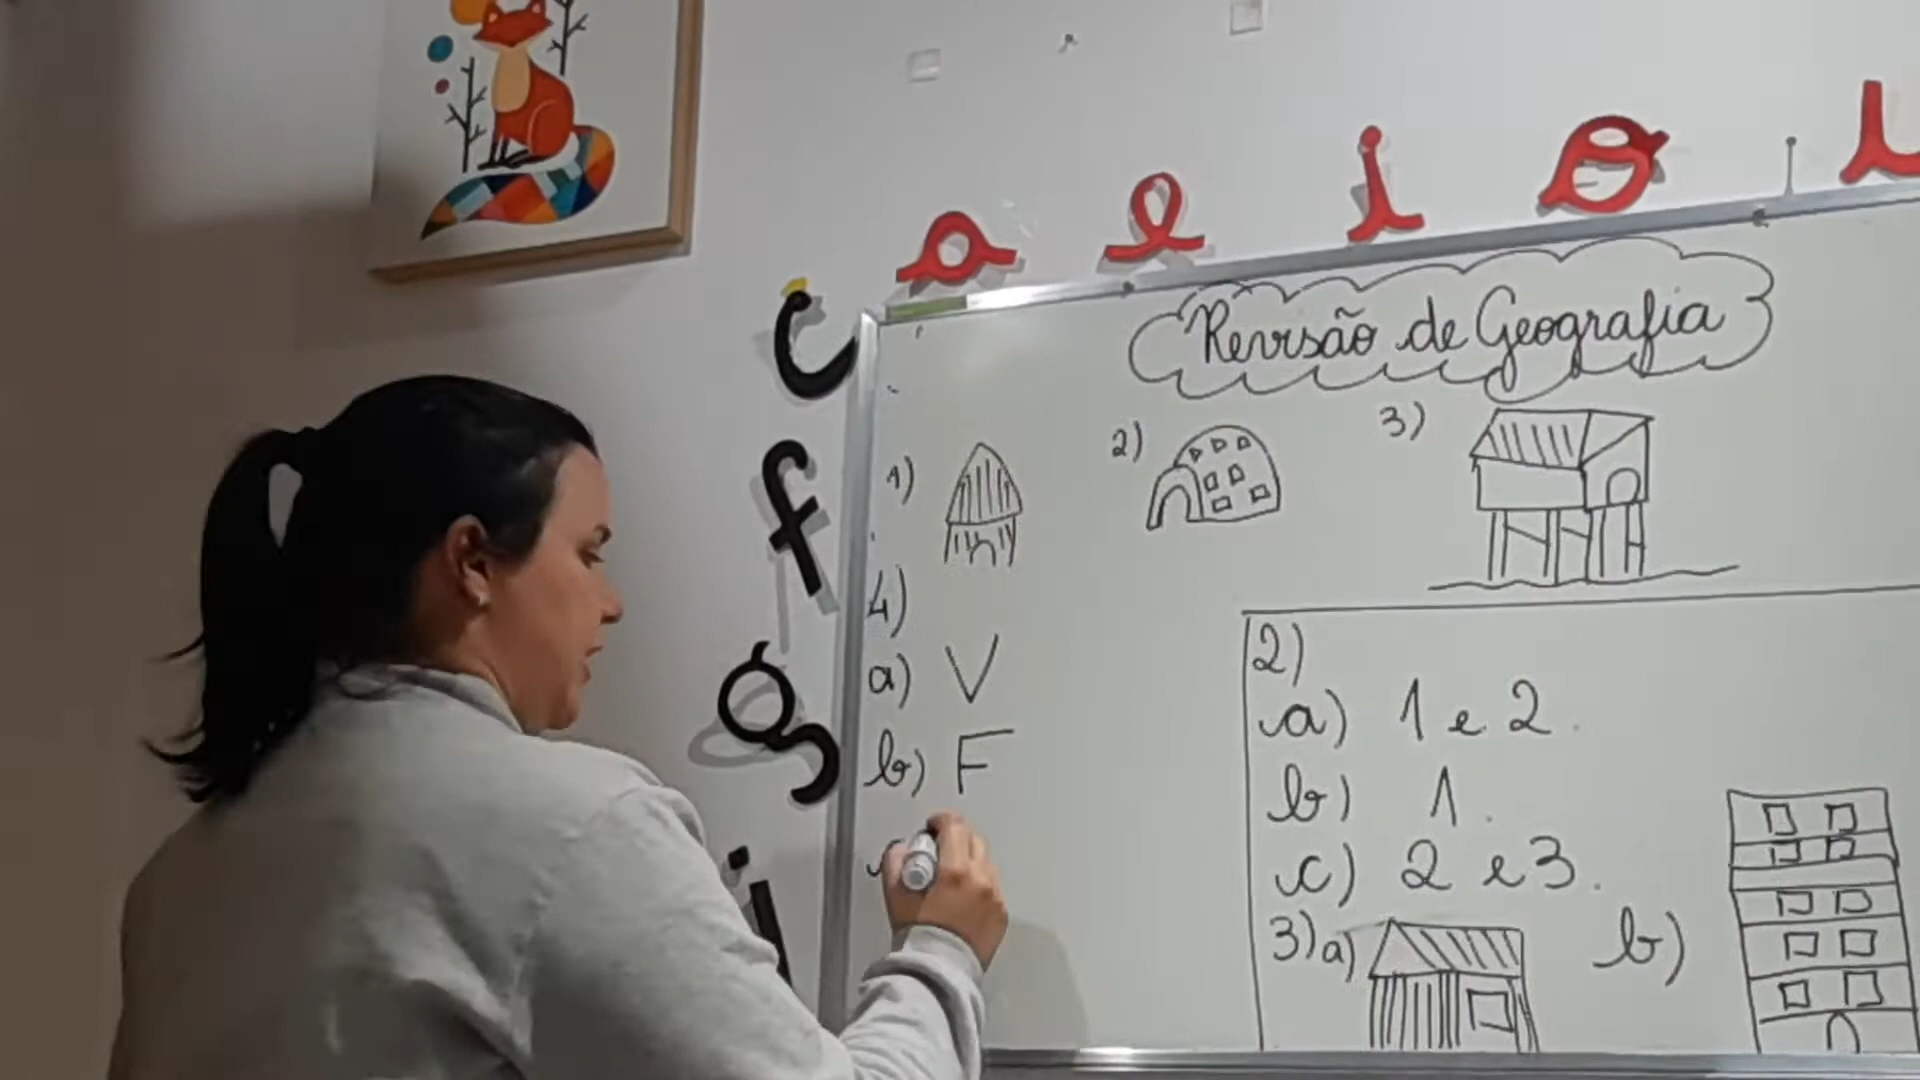 a e i o u
c
f
g
j
Revisão de Geografia
1) 2) 3)
4)
a) V
b) F
2)
a) 1 e 2.
b) 1.
c) 2 e 3.
3) a) b)